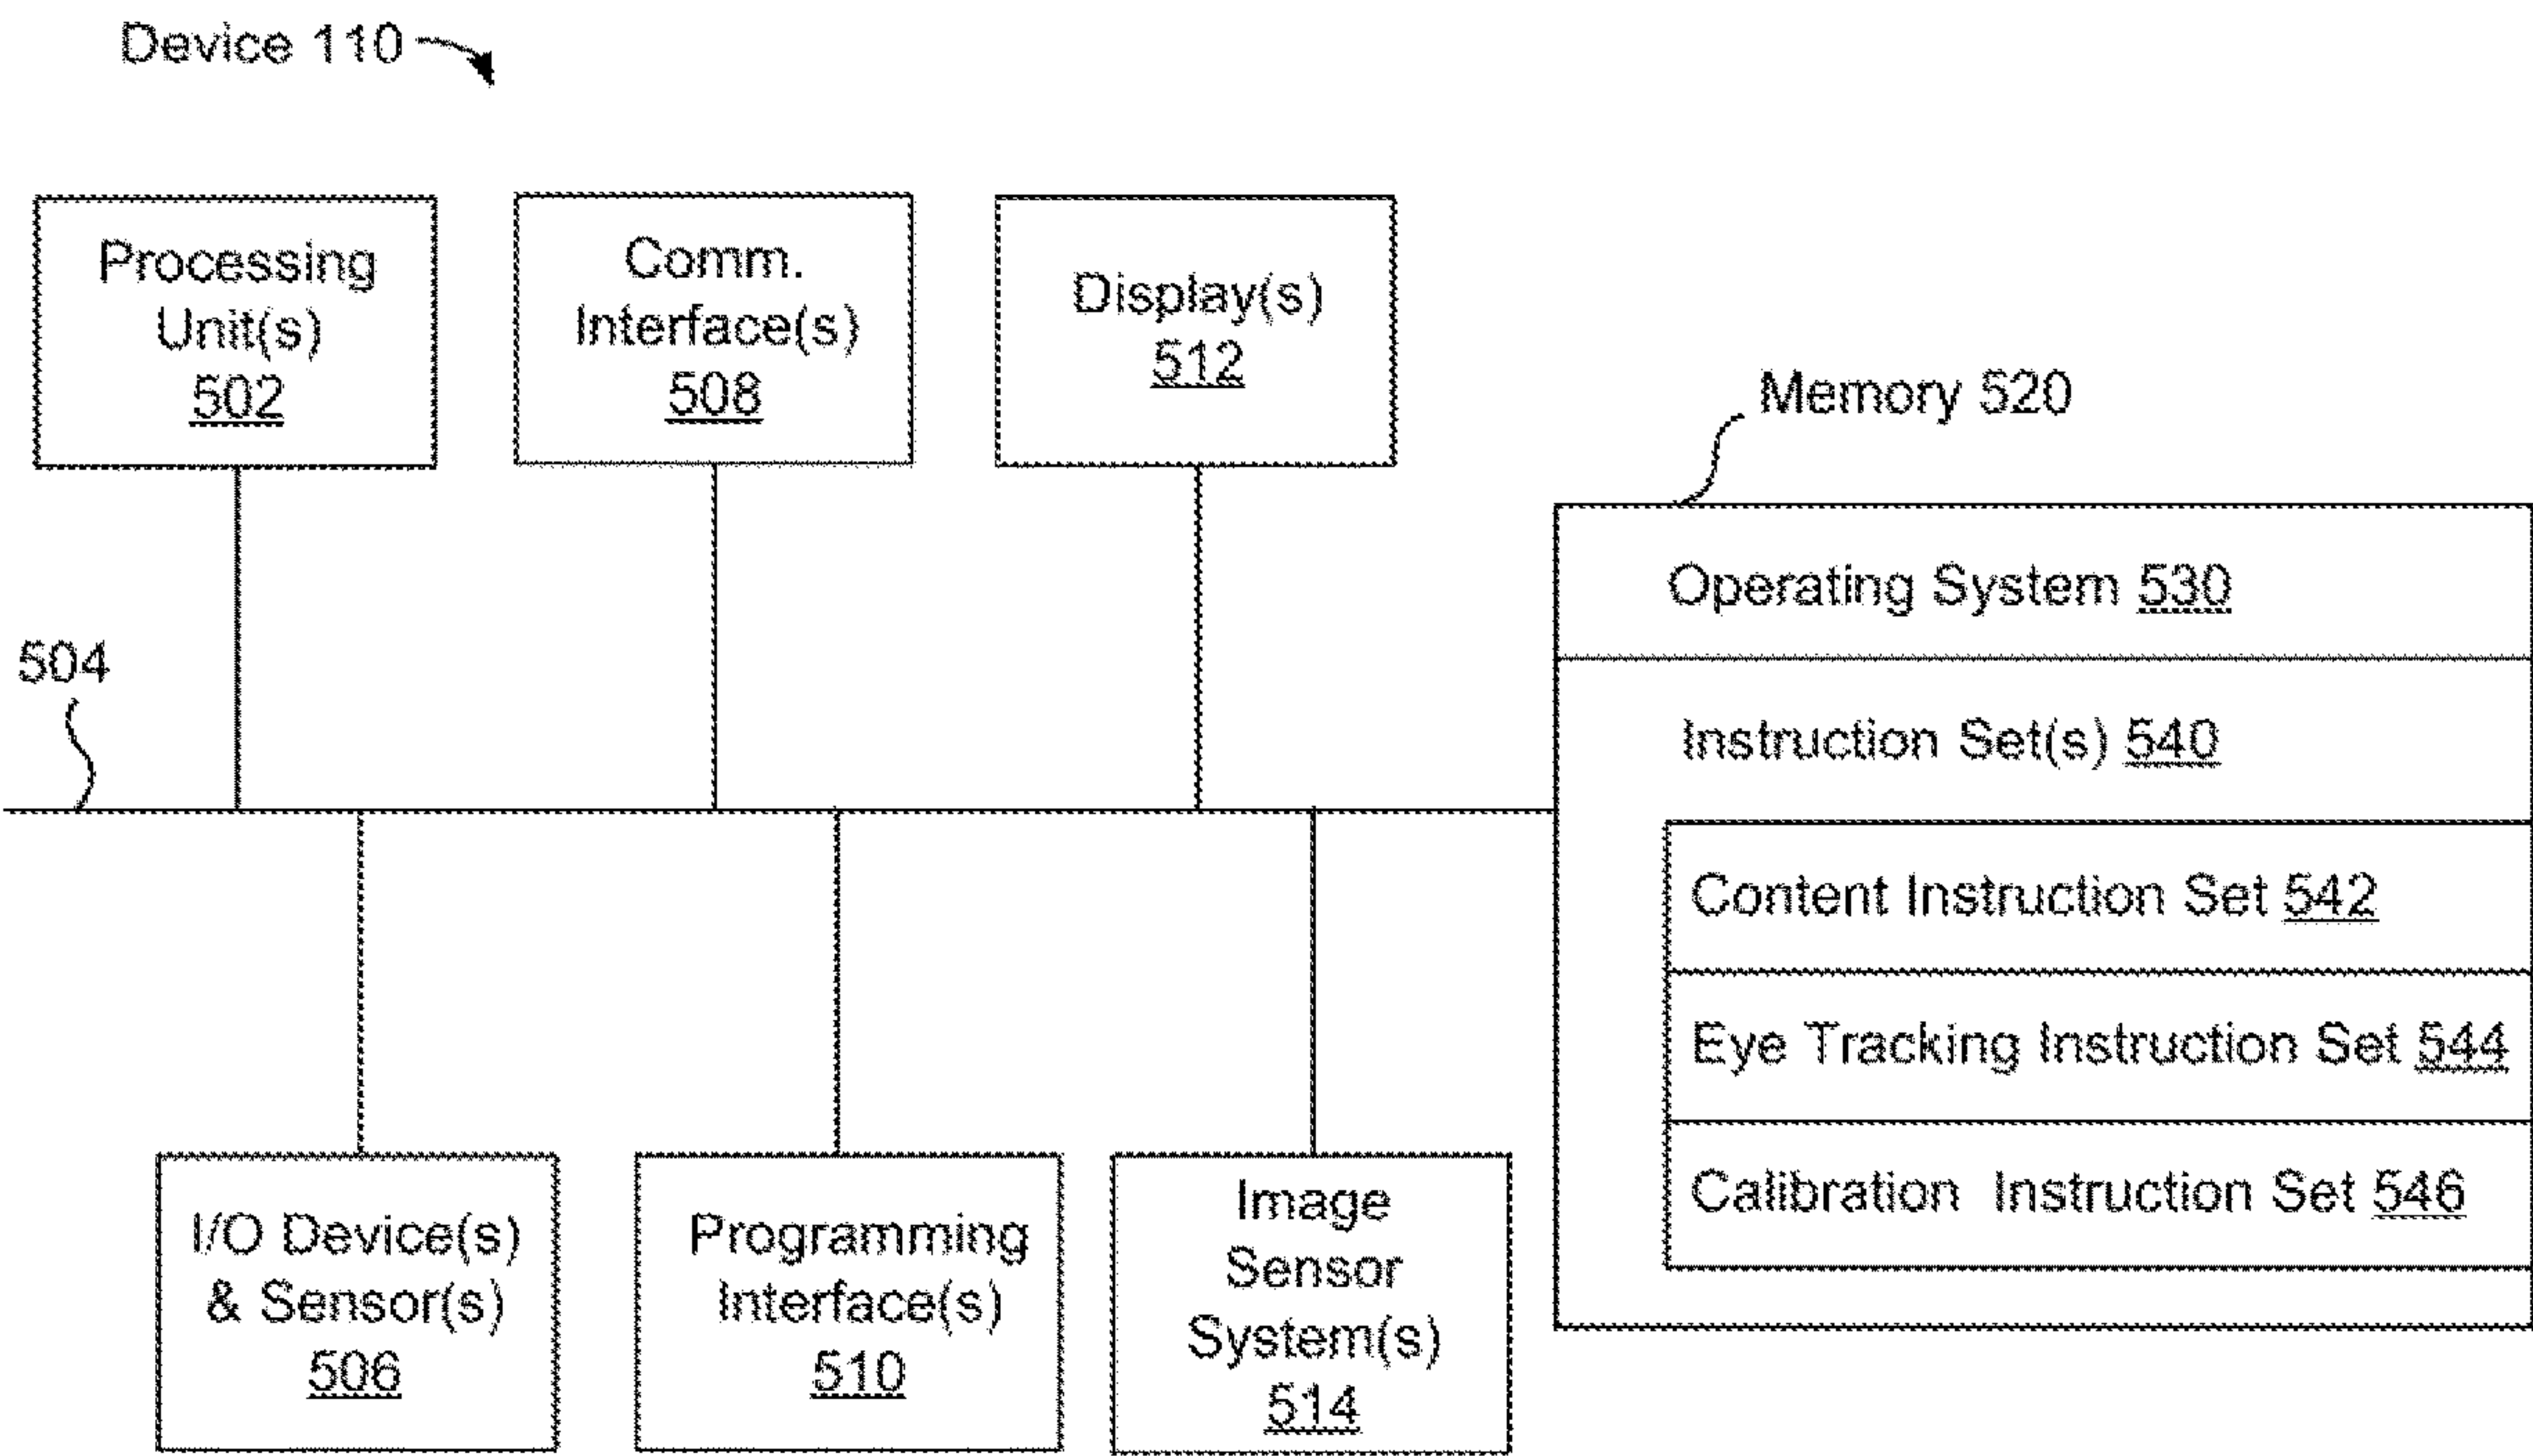 Device 110
Processing
Unit(s)
502
Comm.
Interface(s)
508
Display(s)
512
Memory 520
Operating System 530
504
Instruction Set(s) 540
Content Instruction Set 542
Eye Tracking Instruction Set 544
Calibration Instruction Set 546
I/O Device(s)
& Sensor(s)
506
Programming
Interface(s)
510
Image
Sensor
System(s)
514